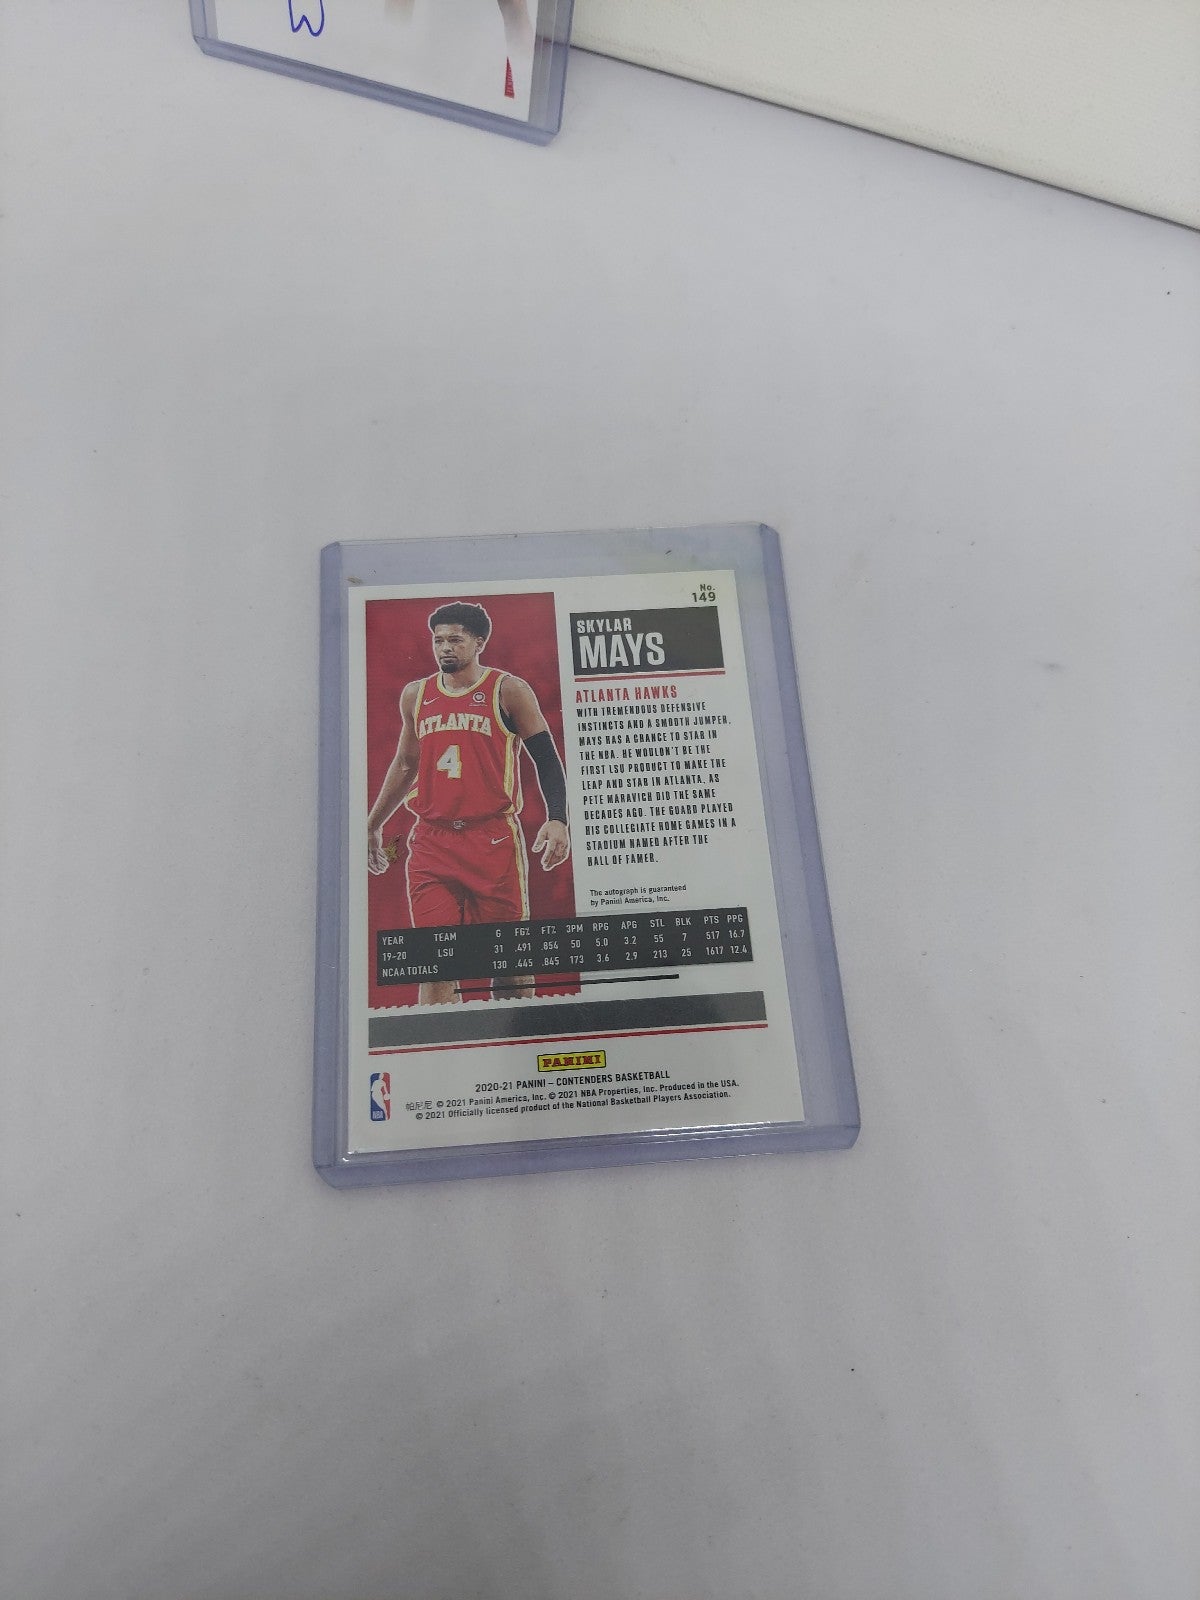 No.
149
SKYLAR
MAYS
ATLANTA HAWKS
WITH TREMENDOUS DEFENSIVE
INSTINCTS AND A SMOOTH JUMPER,
MAYS HAS A CHANCE TO STAR IN
THE NBA. HE WOULDN'T BE THE
FIRST LSU PRODUCT TO MAKE THE
LEAP AND STAR IN ATLANTA, AS
PETE MARAVICH DID THE SAME
DECADES AGO. THE GUARD PLAYED
HIS COLLEGIATE HOME GAMES IN A
STADIUM NAMED AFTER THE
HALL OF FAMER.
The autograph is guaranteed
by Panini America, Inc.
ATLANTA
4
YEAR TEAM G FG% FT% 3PM RPG APG STL BLK PTS PPG
19-20 LSU 31 .491 .854 50 5.0 3.2 55 7 517 16.7
NCAA TOTALS 130 .445 .845 173 3.6 2.9 213 25 1617 12.4
PANINI
2020-21 PANINI – CONTENDERS BASKETBALL
帕尼尼 © 2021 Panini America, Inc. © 2021 NBA Properties, Inc. Produced in the USA.
© 2021 Officially licensed product of the National Basketball Players Association.
NBA